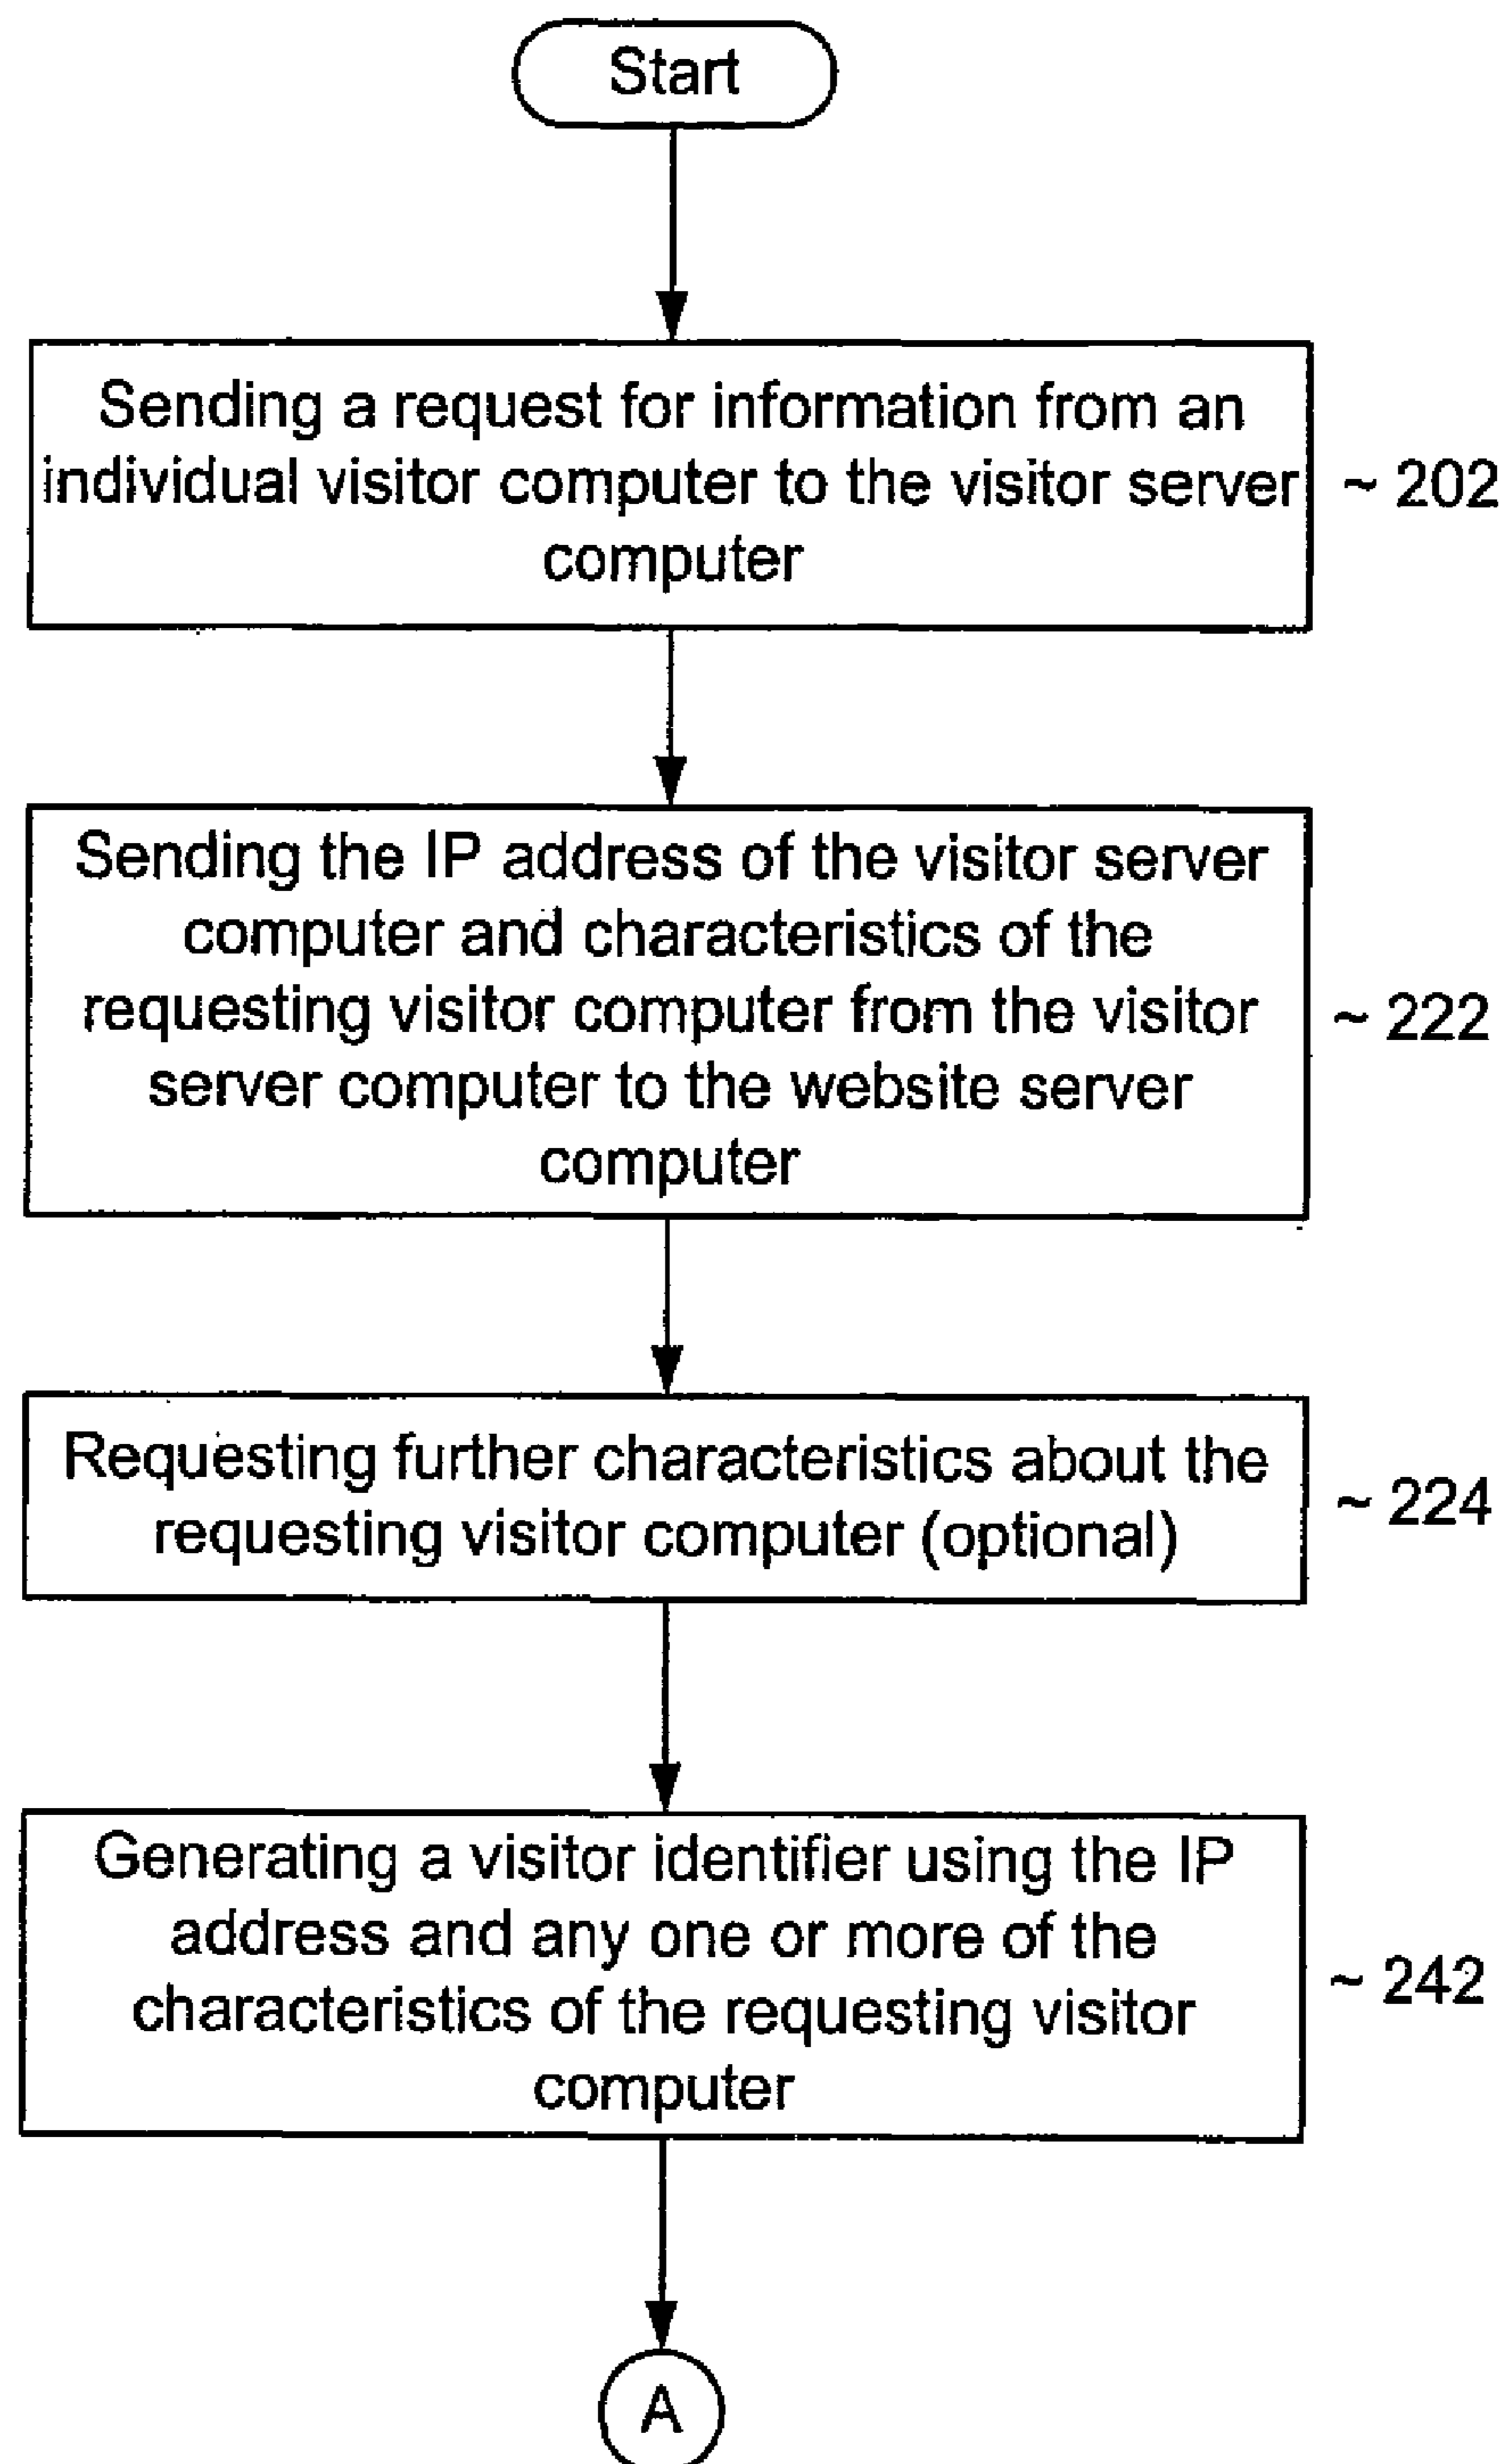 Start
Sending a request for information from an
individual visitor computer to the visitor server
computer
~ 202
Sending the IP address of the visitor server
computer and characteristics of the
requesting visitor computer from the visitor
server computer to the website server
computer
~ 222
Requesting further characteristics about the
requesting visitor computer (optional)
~ 224
Generating a visitor identifier using the IP
address and any one or more of the
characteristics of the requesting visitor
computer
~ 242
A